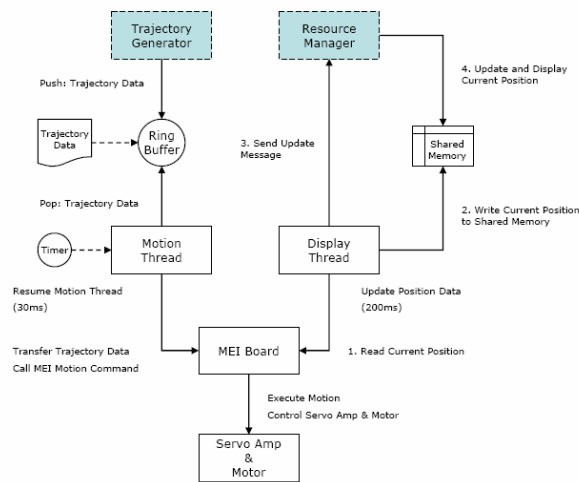 Trajectory
Generator
Resource
Manager
Push: Trajectory Data
4. Update and Display
Current Position
Trajectory
Data
Ring
Buffer
3. Send Update
Message
Shared
Memory
Pop: Trajectory Data
2. Write Current Position
to Shared Memory
Timer
Motion
Thread
Display
Thread
Resume Motion Thread
(30ms)
Update Position Data
(200ms)
Transfer Trajectory Data
Call MEI Motion Command
MEI Board
1. Read Current Position
Execute Motion
Control Servo Amp & Motor
Servo Amp
&
Motor